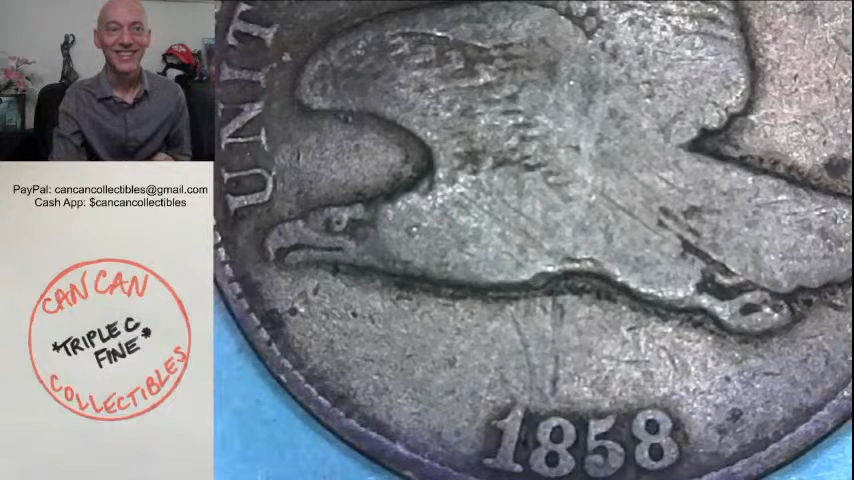 PayPal: cancancollectibles@gmail.com
Cash App: $cancancollectibles
CAN CAN
*TRIPLE C
FINE*
COLLECTIBLES
UNIT
1858